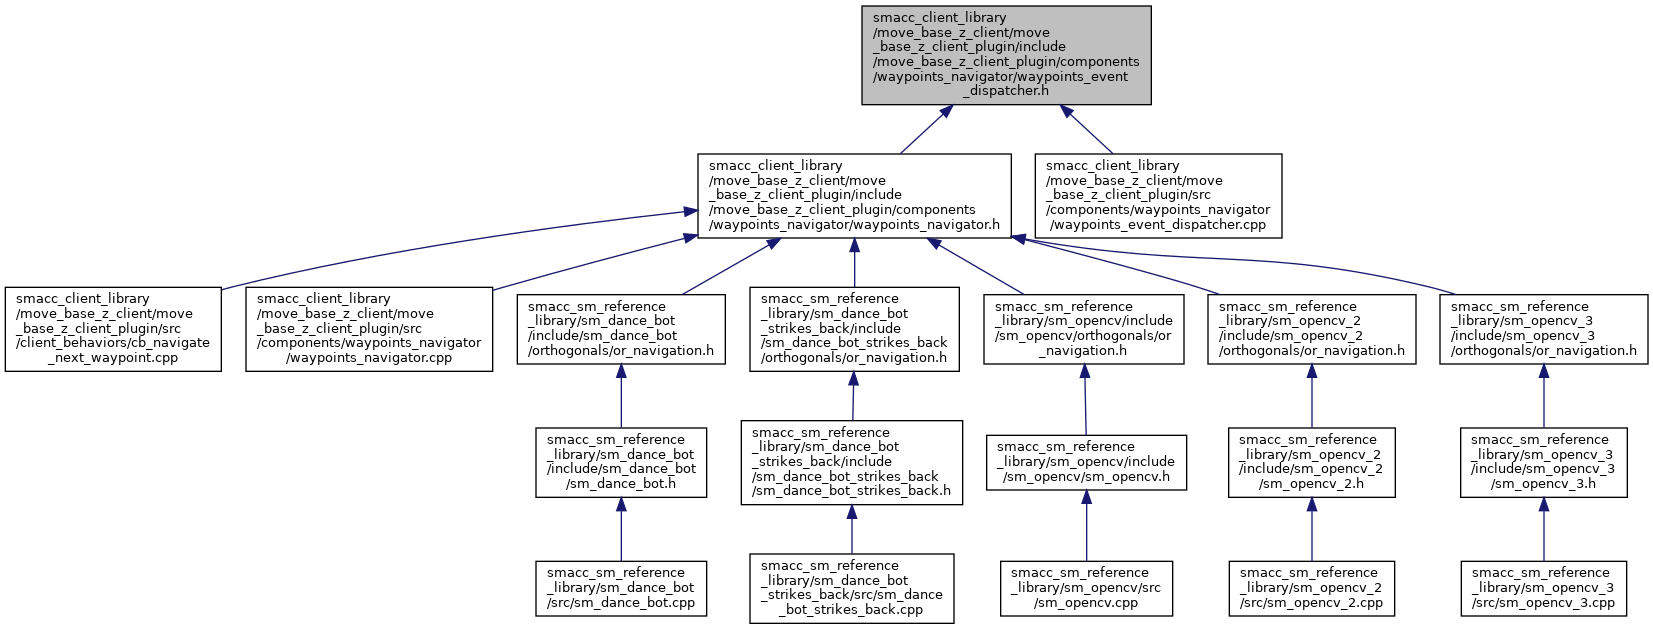 smacc_client_library
/move_base_z_client/move
_base_z_client_plugin/include
/move_base_z_client_plugin/components
/waypoints_navigator/waypoints_event
_dispatcher.h
smacc_client_library
/move_base_z_client/move
_base_z_client_plugin/include
/move_base_z_client_plugin/components
/waypoints_navigator/waypoints_navigator.h
smacc_client_library
/move_base_z_client/move
_base_z_client_plugin/src
/components/waypoints_navigator
/waypoints_event_dispatcher.cpp
smacc_client_library
/move_base_z_client/move
_base_z_client_plugin/src
/client_behaviors/cb_navigate
_next_waypoint.cpp
smacc_client_library
/move_base_z_client/move
_base_z_client_plugin/src
/components/waypoints_navigator
/waypoints_navigator.cpp
smacc_sm_reference
_library/sm_dance_bot
/include/sm_dance_bot
/orthogonals/or_navigation.h
smacc_sm_reference
_library/sm_dance_bot
_strikes_back/include
/sm_dance_bot_strikes_back
/orthogonals/or_navigation.h
smacc_sm_reference
_library/sm_opencv/include
/sm_opencv/orthogonals/or
_navigation.h
smacc_sm_reference
_library/sm_opencv_2
/include/sm_opencv_2
/orthogonals/or_navigation.h
smacc_sm_reference
_library/sm_opencv_3
/include/sm_opencv_3
/orthogonals/or_navigation.h
smacc_sm_reference
_library/sm_dance_bot
/include/sm_dance_bot
/sm_dance_bot.h
smacc_sm_reference
_library/sm_dance_bot
_strikes_back/include
/sm_dance_bot_strikes_back
/sm_dance_bot_strikes_back.h
smacc_sm_reference
_library/sm_opencv/include
/sm_opencv/sm_opencv.h
smacc_sm_reference
_library/sm_opencv_2
/include/sm_opencv_2
/sm_opencv_2.h
smacc_sm_reference
_library/sm_opencv_3
/include/sm_opencv_3
/sm_opencv_3.h
smacc_sm_reference
_library/sm_dance_bot
/src/sm_dance_bot.cpp
smacc_sm_reference
_library/sm_dance_bot
_strikes_back/src/sm_dance
_bot_strikes_back.cpp
smacc_sm_reference
_library/sm_opencv/src
/sm_opencv.cpp
smacc_sm_reference
_library/sm_opencv_2
/src/sm_opencv_2.cpp
smacc_sm_reference
_library/sm_opencv_3
/src/sm_opencv_3.cpp